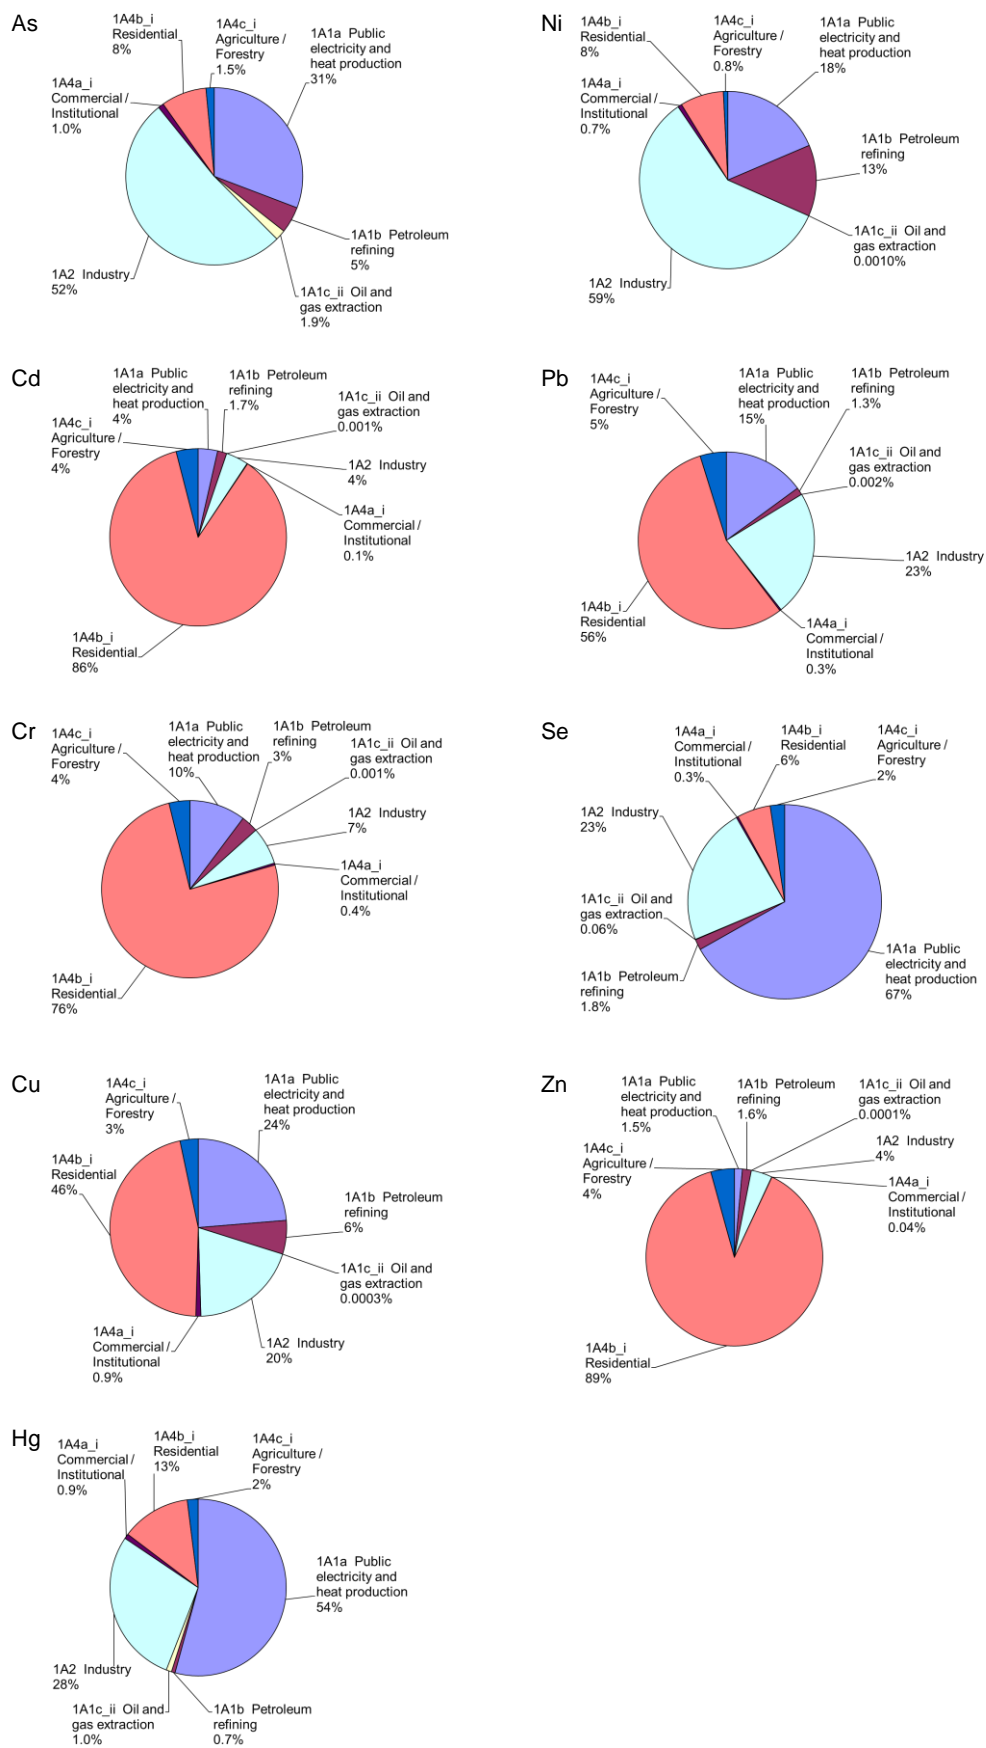 As
1A4b_i
Residential
8%
1A4c_i
Agriculture /
Forestry
1.5%
1A1a Public
electricity and
heat production
31%
1A4a_i
Commercial /
Institutional
1.0%
1A1b Petroleum
refining
5%
1A2 Industry
52%
1A1c_ii Oil and
gas extraction
1.9%
Ni
1A4b_i
Residential
8%
1A4c_i
Agriculture /
Forestry
0.8%
1A1a Public
electricity and
heat production
18%
1A4a_i
Commercial /
Institutional
0.7%
1A1b Petroleum
refining
13%
1A1c_ii Oil and
gas extraction
0.0010%
1A2 Industry
59%
Cd
1A1a Public
electricity and
heat production
4%
1A1b Petroleum
refining
1.7%
1A1c_ii Oil and
gas extraction
0.001%
1A4c_i
Agriculture /
Forestry
4%
1A2 Industry
4%
1A4a_i
Commercial /
Institutional
0.1%
1A4b_i
Residential
86%
Pb
1A4c_i
Agriculture /
Forestry
5%
1A1a Public
electricity and
heat production
15%
1A1b Petroleum
refining
1.3%
1A1c_ii Oil and
gas extraction
0.002%
1A2 Industry
23%
1A4b_i
Residential
56%
1A4a_i
Commercial /
Institutional
0.3%
Cr
1A4c_i
Agriculture /
Forestry
4%
1A1a Public
electricity and
heat production
10%
1A1b Petroleum
refining
3%
1A1c_ii Oil and
gas extraction
0.001%
1A2 Industry
7%
1A4a_i
Commercial /
Institutional
0.4%
1A4b_i
Residential
76%
Se
1A4a_i
Commercial /
Institutional
0.3%
1A4b_i
Residential
6%
1A4c_i
Agriculture /
Forestry
2%
1A2 Industry
23%
1A1c_ii Oil and
gas extraction
0.06%
1A1b Petroleum
refining
1.8%
1A1a Public
electricity and
heat production
67%
Cu
1A4c_i
Agriculture /
Forestry
3%
1A1a Public
electricity and
heat production
24%
1A4b_i
Residential
46%
1A1b Petroleum
refining
6%
1A1c_ii Oil and
gas extraction
0.0003%
1A4a_i
Commercial /
Institutional
0.9%
1A2 Industry
20%
Zn
1A1a Public
electricity and
heat production
1.5%
1A1b Petroleum
refining
1.6%
1A1c_ii Oil and
gas extraction
0.0001%
1A4c_i
Agriculture /
Forestry
4%
1A2 Industry
4%
1A4a_i
Commercial /
Institutional
0.04%
1A4b_i
Residential
89%
Hg
1A4a_i
Commercial /
Institutional
0.9%
1A4b_i
Residential
13%
1A4c_i
Agriculture /
Forestry
2%
1A1a Public
electricity and
heat production
54%
1A2 Industry
28%
1A1c_ii Oil and
gas extraction
1.0%
1A1b Petroleum
refining
0.7%